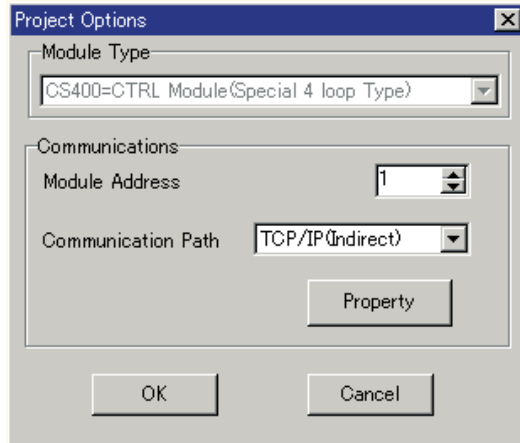 Project Options
Module Type
CS400=CTRL Module(Special 4 loop Type)
Communications
Module Address 1
Communication Path TCP/IP(Indirect)
Property
OK Cancel